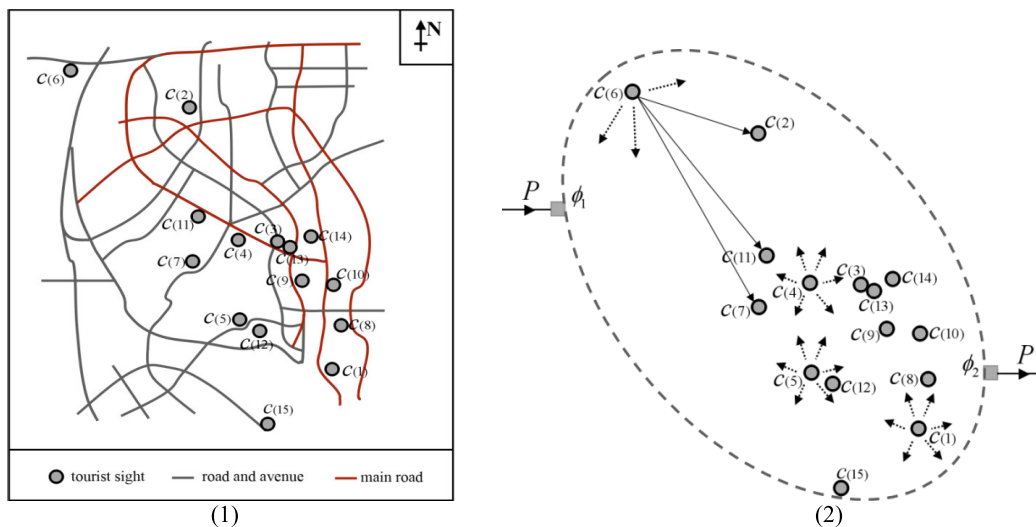 N
C(6)
C(2)
C(11)
C(3)
C(14)
C(4)
C(13)
C(7)
C(9)
C(10)
C(5)
C(12)
C(8)
C(1)
C(15)
tourist sight road and avenue main road
(1)
C(6)
C(2)
P ϕ1
C(11)
C(3) C(14)
C(4)
C(13)
C(7)
C(9) C(10)
ϕ2 P
C(5) C(12) C(8)
C(1)
C(15)
(2)